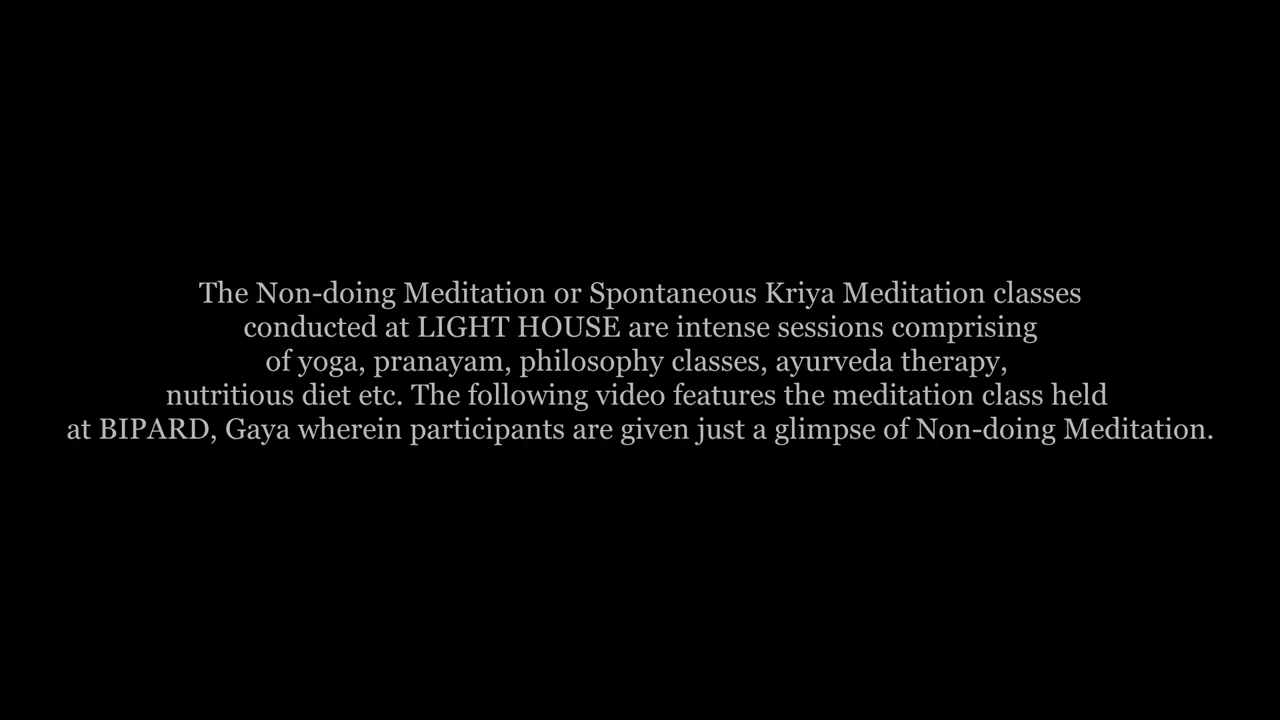 The Non-doing Meditation or Spontaneous Kriya Meditation classes
conducted at LIGHT HOUSE are intense sessions comprising
of yoga, pranayam, philosophy classes, ayurveda therapy,
nutritious diet etc. The following video features the meditation class held
at BIPARD, Gaya wherein participants are given just a glimpse of Non-doing Meditation.